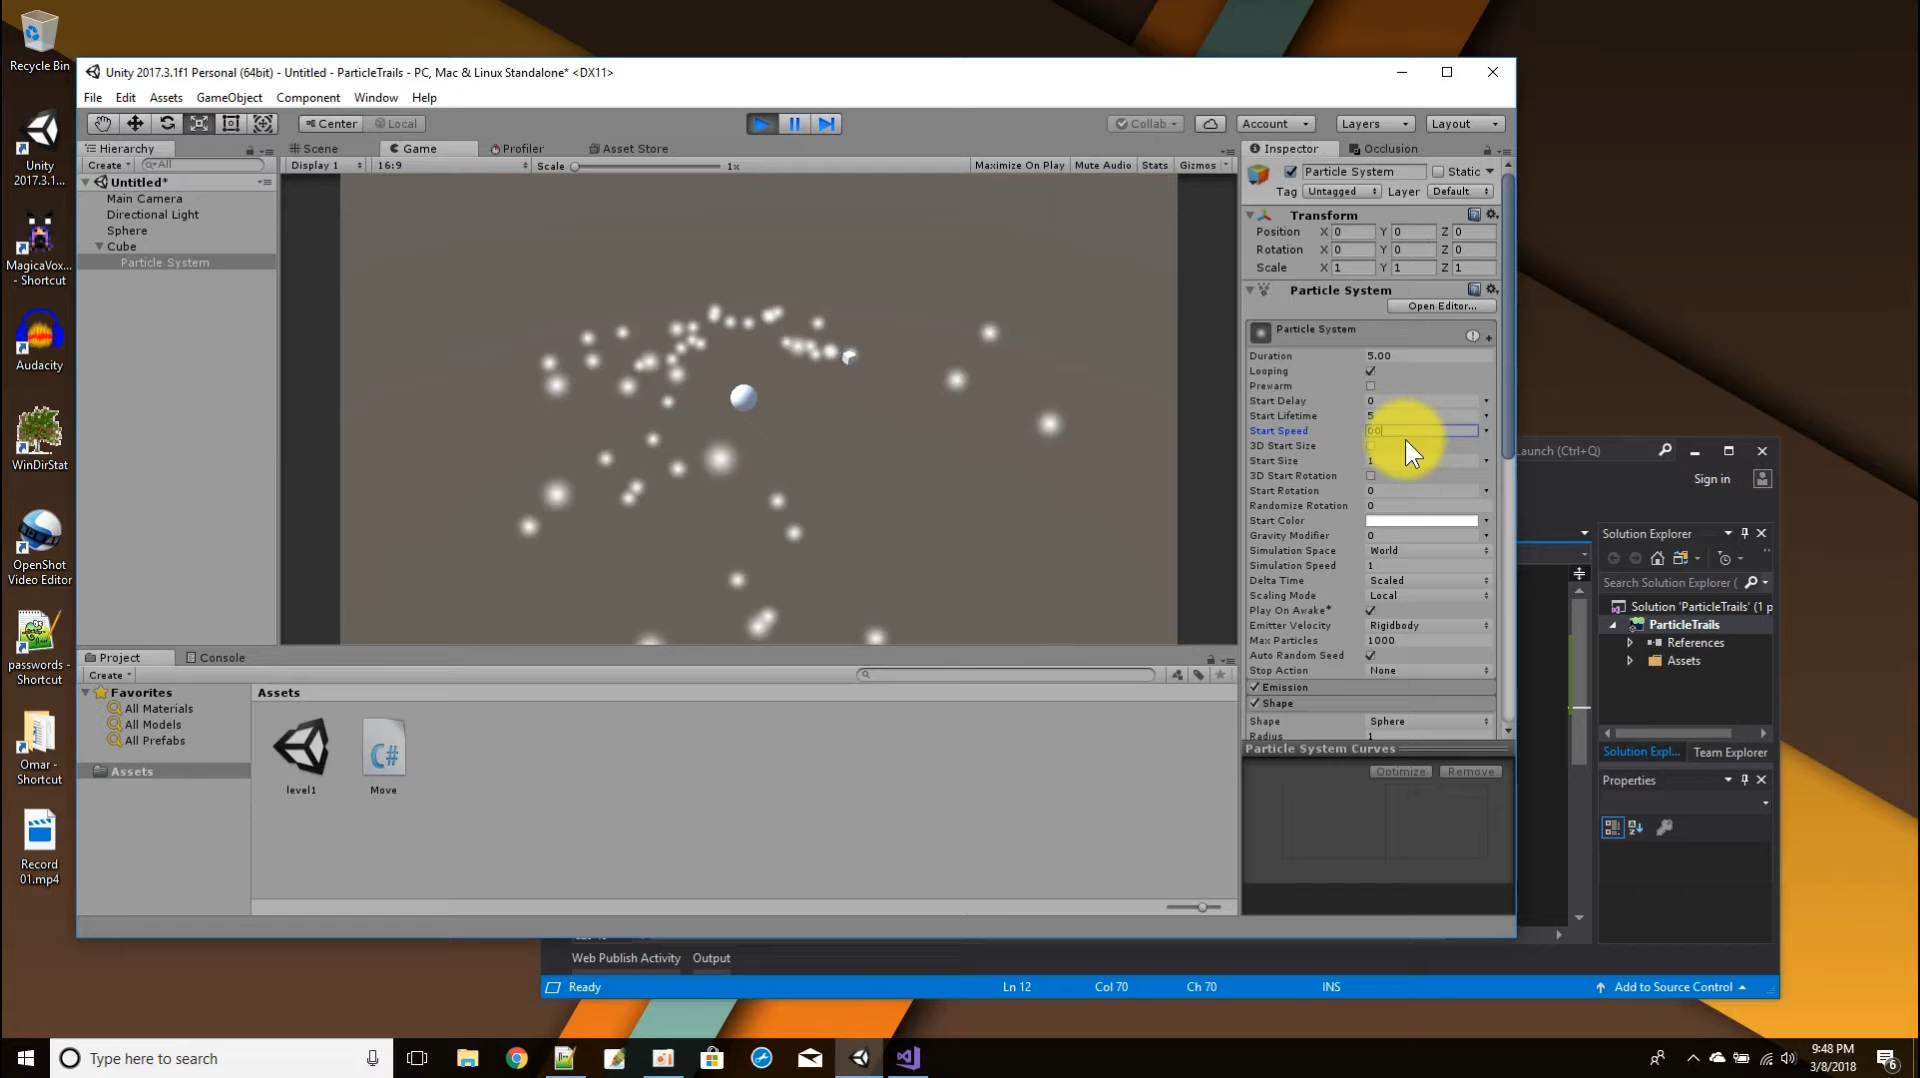 Recycle Bin
Unity
2017.3.1...
MagicaVox...
- Shortcut
Audacity
WinDirStat
OpenShot
Video Editor
passwords -
Shortcut
Omar -
Shortcut
Record
01.mp4
Unity 2017.3.1f1 Personal (64bit) - Untitled - ParticleTrails - PC, Mac & Linux Standalone* <DX11>
File Edit Assets GameObject Component Window Help
Center Local
Collab Account Layers Layout
Hierarchy
Create All
Untitled*
Main Camera
Directional Light
Sphere
Cube
Particle System
Scene Game Profiler Asset Store
Display 1 16:9 Scale 1x Maximize On Play Mute Audio Stats Gizmos
Inspector Occlusion
Particle System Static
Tag Untagged Layer Default
Transform
Position X 0 Y 0 Z 0
Rotation X 0 Y 0 Z 0
Scale X 1 Y 1 Z 1
Particle System
Open Editor...
Particle System
Duration 5.00
Looping
Prewarm
Start Delay 0
Start Lifetime 5
Start Speed 00
3D Start Size
Start Size 1
3D Start Rotation
Start Rotation 0
Randomize Rotation 0
Start Color
Gravity Modifier 0
Simulation Space World
Simulation Speed 1
Delta Time Scaled
Scaling Mode Local
Play On Awake*
Emitter Velocity Rigidbody
Max Particles 1000
Auto Random Seed
Stop Action None
Emission
Shape
Shape Sphere
Radius 1
Particle System Curves
Optimize Remove
Project Console
Create
Favorites
All Materials
All Models
All Prefabs
Assets
Assets
level1
Move
C#
Launch (Ctrl+Q)
Sign in
Solution Explorer
Search Solution Explorer (
Solution 'ParticleTrails' (1 p
ParticleTrails
References
Assets
Solution Expl... Team Explorer
Properties
Web Publish Activity Output
Ready Ln 12 Col 70 Ch 70 INS Add to Source Control
Type here to search
9:48 PM
3/8/2018
6